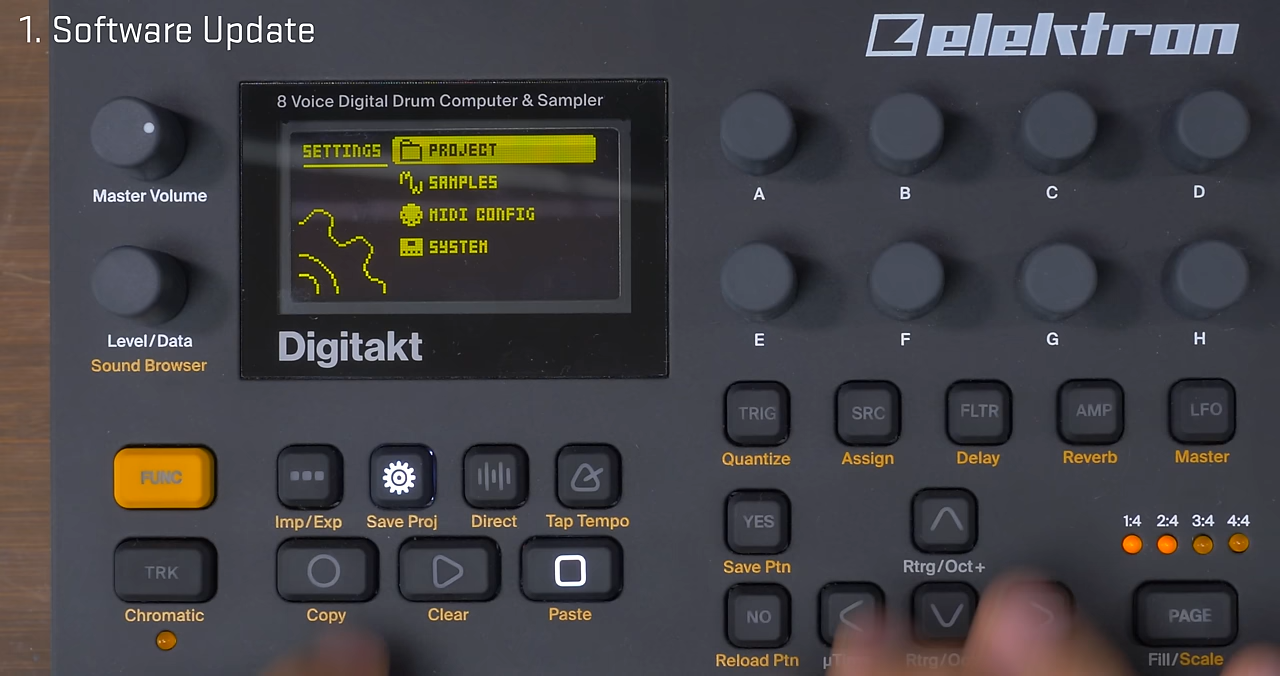 1. Software Update
elektron
8 Voice Digital Drum Computer & Sampler
SETTINGS
PROJECT
SAMPLES
MIDI CONFIG
SYSTEM
Digitakt
Master Volume
Level/Data
Sound Browser
A
B
C
D
E
F
G
H
TRIG
SRC
FLTR
AMP
LFO
Quantize
Assign
Delay
Reverb
Master
FUNC
Imp/Exp
Save Proj
Direct
Tap Tempo
TRK
Chromatic
Copy
Clear
Paste
YES
Save Ptn
Rtrg/Oct+
1:4
2:4
3:4
4:4
NO
Reload Ptn
PAGE
Fill/Scale